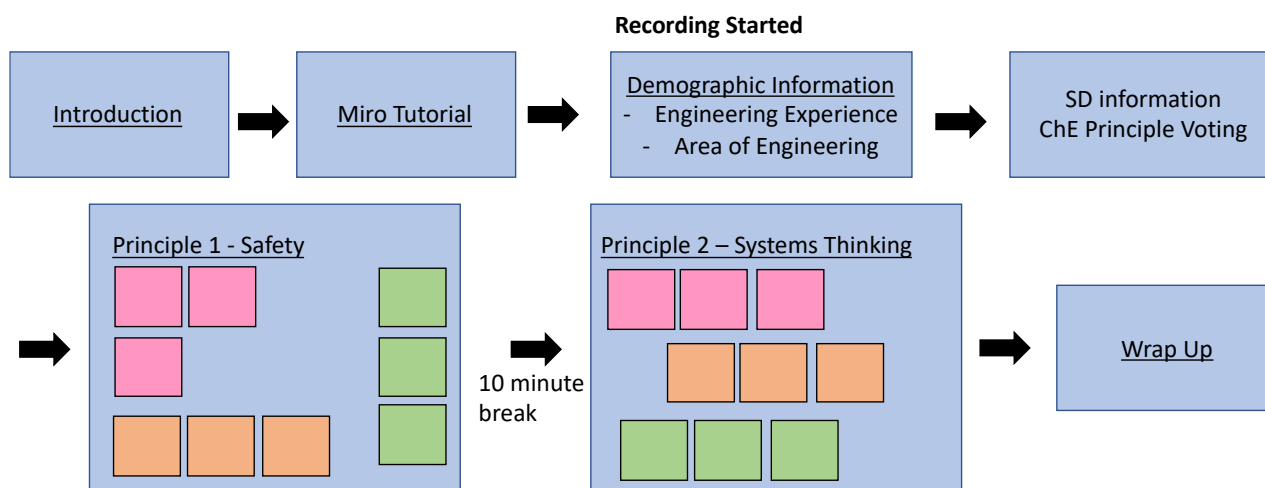 Recording Started
Introduction
Miro Tutorial
Demographic Information
- Engineering Experience
- Area of Engineering
SD information
ChE Principle Voting
Principle 1 - Safety
10 minute
break
Principle 2 – Systems Thinking
Wrap Up